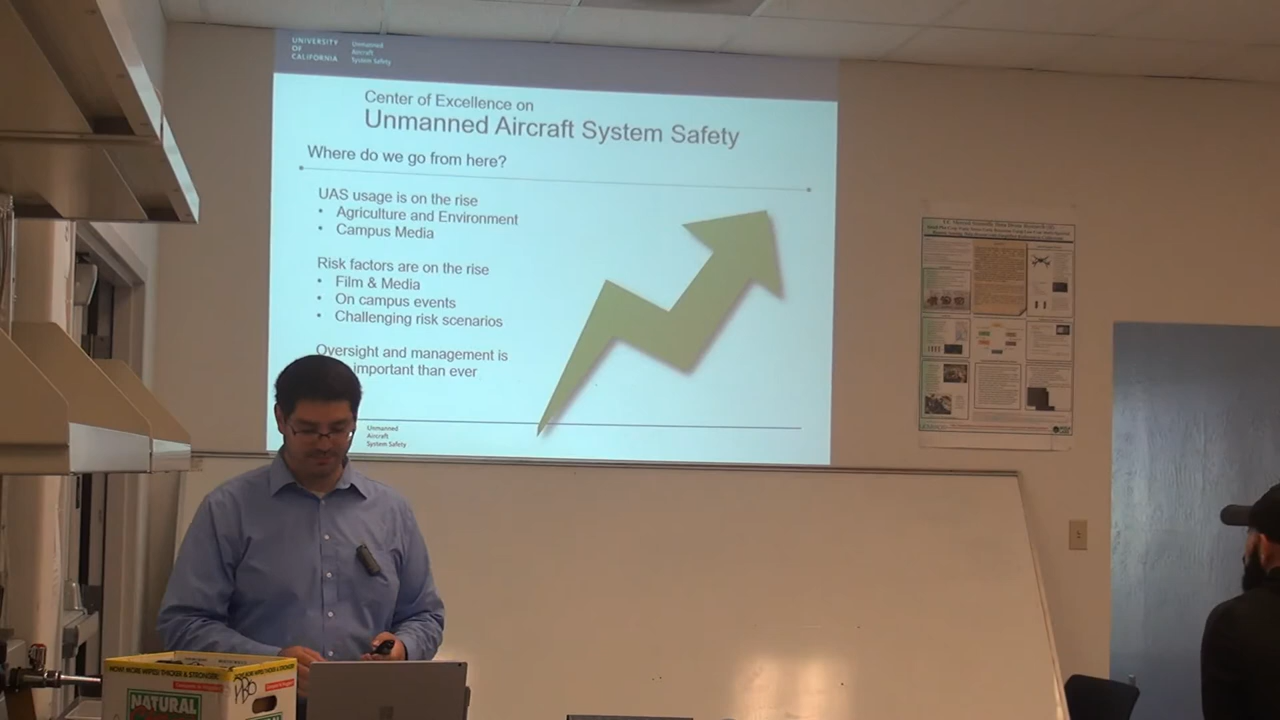 UNIVERSITY
OF
CALIFORNIA
Unmanned
Aircraft
System Safety
Center of Excellence on
Unmanned Aircraft System Safety
Where do we go from here?
UAS usage is on the rise
• Agriculture and Environment
• Campus Media
Risk factors are on the rise
• Film & Media
• On campus events
• Challenging risk scenarios
Oversight and management is
important than ever
Unmanned
Aircraft
System Safety
PBO
NATURAL